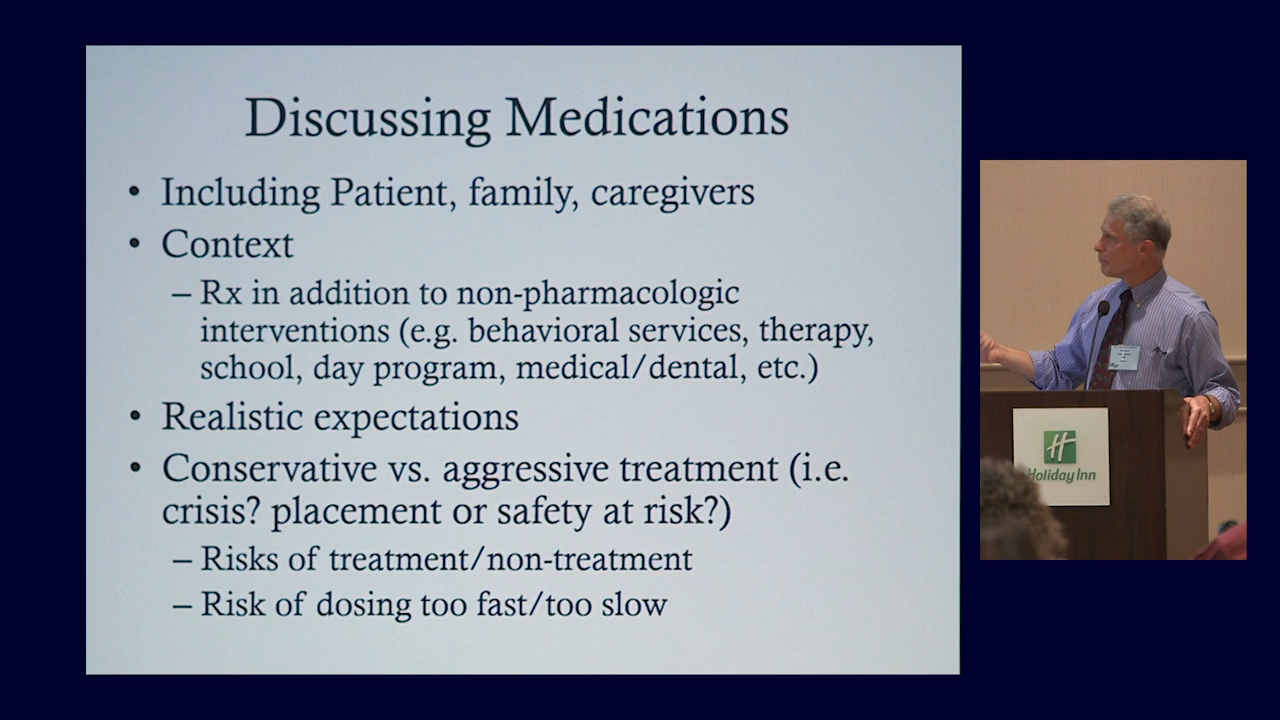 Discussing Medications
• Including Patient, family, caregivers
• Context
– Rx in addition to non-pharmacologic
interventions (e.g. behavioral services, therapy,
school, day program, medical/dental, etc.)
• Realistic expectations
• Conservative vs. aggressive treatment (i.e.
crisis? placement or safety at risk?)
– Risks of treatment/non-treatment
– Risk of dosing too fast/too slow
H
Holiday Inn